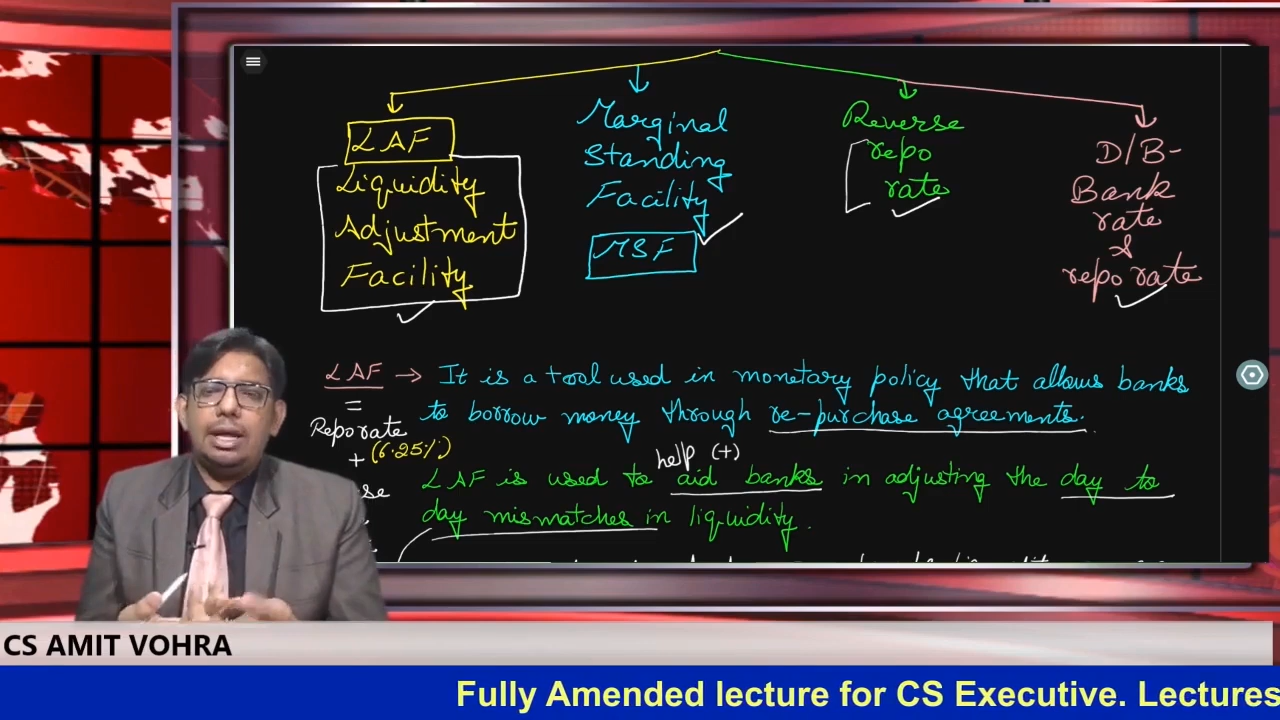 LAF
Liquidity
Adjustment
Facility
Marginal
Standing
Facility
MSF
Reverse
repo
rate
D/B-
Bank
rate
&
repo rate
LAF → It is a tool used in monetary policy that allows banks
to borrow money through re-purchase agreements.
=
Repo rate
+ (6.25%)
help (+)
LAF is used to aid banks in adjusting the day to
day mismatches in liquidity.
se
CS AMIT VOHRA
Fully Amended lecture for CS Executive. Lectures